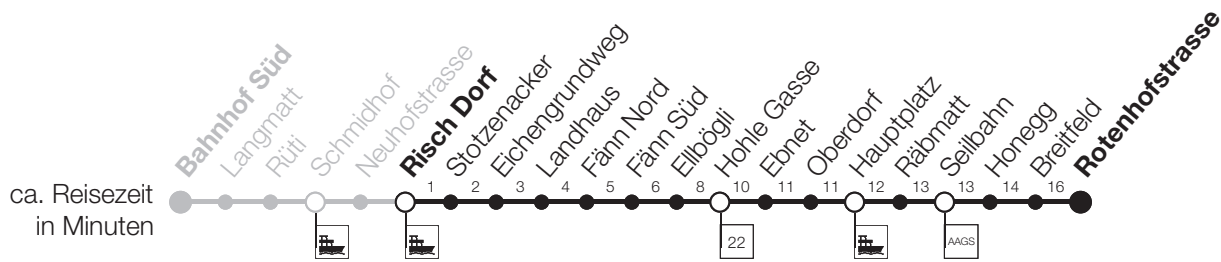 Bahnhof Süd
Langmatt
Rüti
Schmidhof
Neuhofstrasse
Risch Dorf
Stotzenacker
Eichengrundweg
Landhaus
Fänn Nord
Fänn Süd
Ellbögli
Hohle Gasse
Ebnet
Oberdorf
Hauptplatz
Räbmatt
Seilbahn
Honegg
Breitfeld
Rotenhofstrasse
ca. Reisezeit
in Minuten
1 2 3 4 5 6 8 10 11 11 12 13 13 14 16
22
AAGS